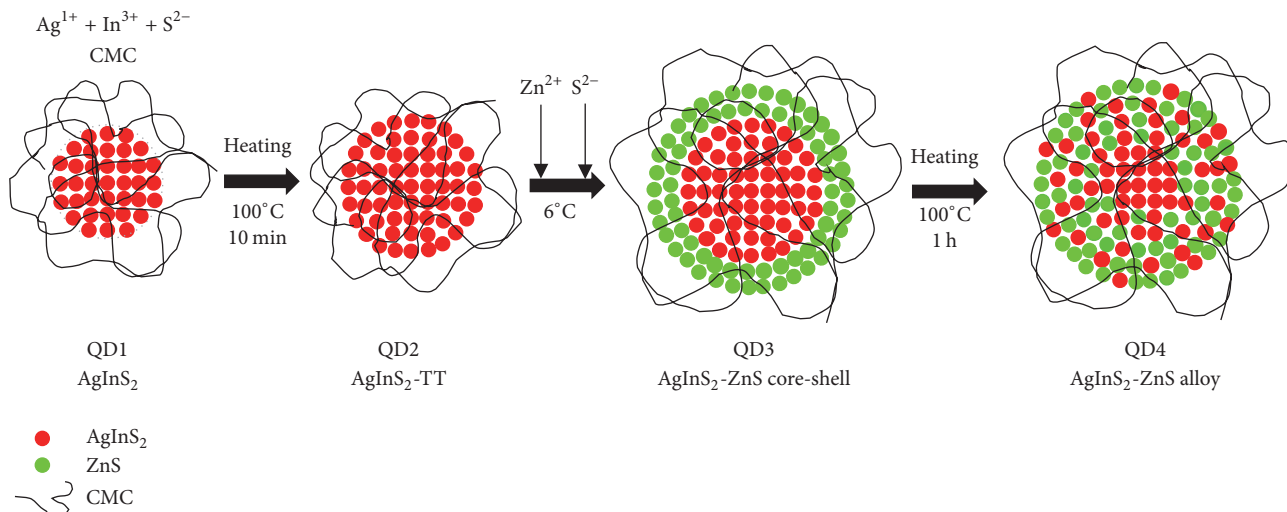 Ag¹⁺ + In³⁺ + S²⁻
CMC
Heating
100°C
10 min
Zn²⁺ S²⁻
6°C
Heating
100°C
1 h
QD1
AgInS₂
QD2
AgInS₂-TT
QD3
AgInS₂-ZnS core-shell
QD4
AgInS₂-ZnS alloy
AgInS₂
ZnS
CMC